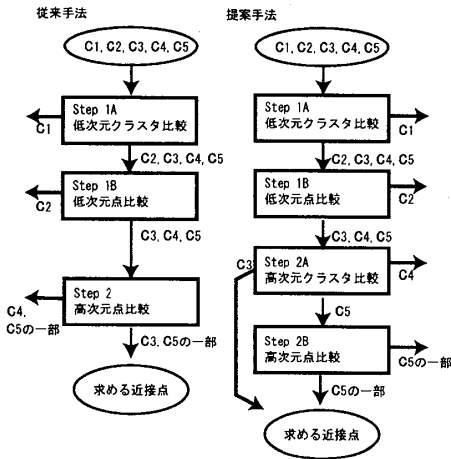 従来手法
C1, C2, C3, C4, C5
Step 1A
低次元クラスタ比較
C1
C2, C3, C4, C5
Step 1B
低次元点比較
C2
C3, C4, C5
Step 2
高次元点比較
C4,
C5の一部
C3, C5の一部
求める近接点
提案手法
C1, C2, C3, C4, C5
Step 1A
低次元クラスタ比較
C1
C2, C3, C4, C5
Step 1B
低次元点比較
C2
C3, C4, C5
C3
Step 2A
高次元クラスタ比較
C4
C5
Step 2B
高次元点比較
C5の一部
C5の一部
求める近接点